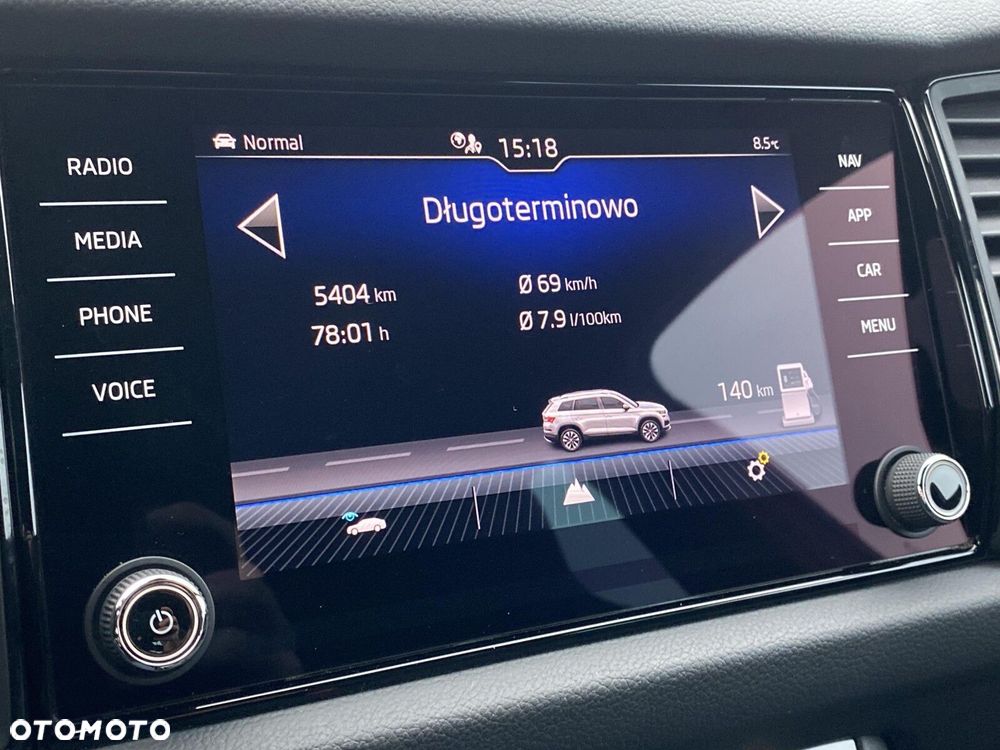 Normal
15:18
8.5°C
RADIO
MEDIA
PHONE
VOICE
NAV
APP
CAR
MENU
Długoterminowo
5404 km
Ø 69 km/h
78:01 h
Ø 7.9 l/100km
140 km
OTOMOTO